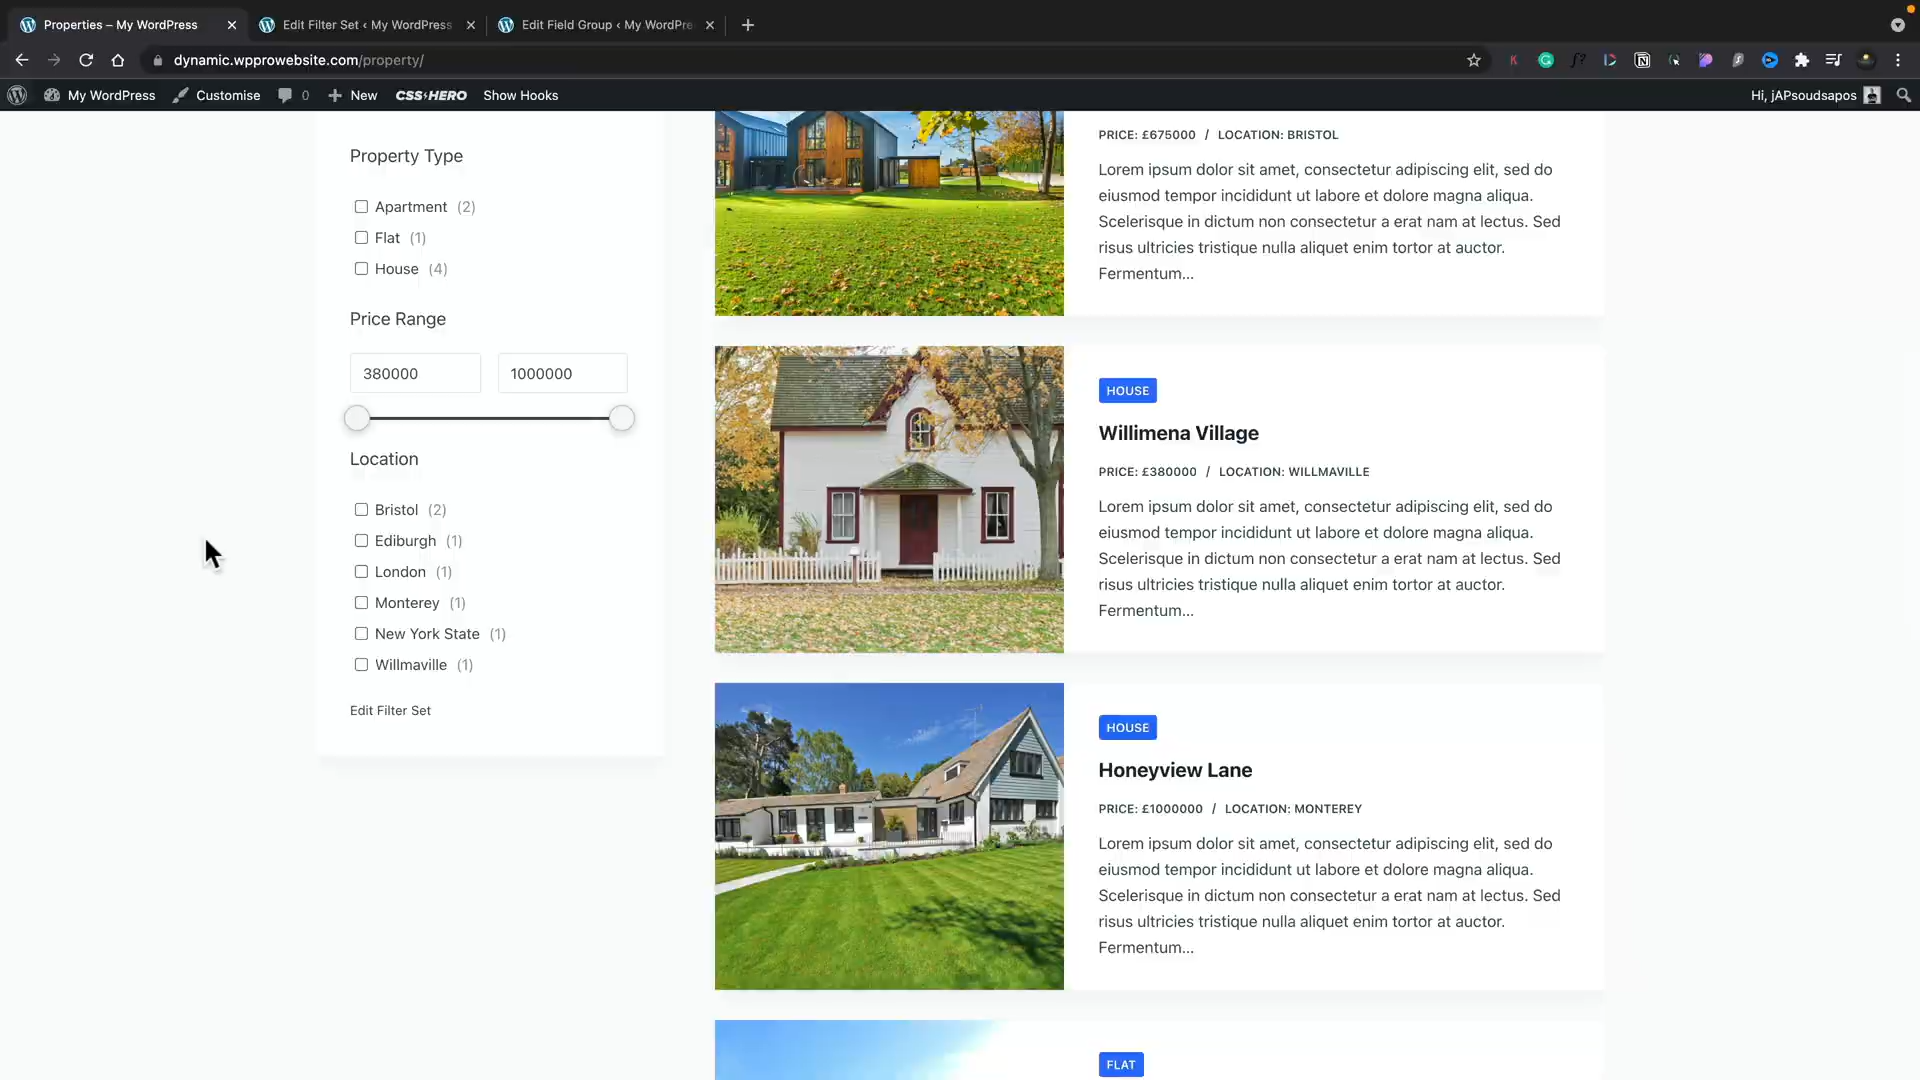 Properties – My WordPress
Edit Filter Set ‹ My WordPress
Edit Field Group ‹ My WordPre
dynamic.wpprowebsite.com/property/
My WordPress
Customise
0
New
CSS HERO
Show Hooks
Hi, jAPsoudsapos
Property Type
Apartment (2)
Flat (1)
House (4)
Price Range
380000
1000000
Location
Bristol (2)
Ediburgh (1)
London (1)
Monterey (1)
New York State (1)
Willmaville (1)
Edit Filter Set
PRICE: £675000 / LOCATION: BRISTOL
Lorem ipsum dolor sit amet, consectetur adipiscing elit, sed do
eiusmod tempor incididunt ut labore et dolore magna aliqua.
Scelerisque in dictum non consectetur a erat nam at lectus. Sed
risus ultricies tristique nulla aliquet enim tortor at auctor.
Fermentum...
HOUSE
Willimena Village
PRICE: £380000 / LOCATION: WILLMAVILLE
Lorem ipsum dolor sit amet, consectetur adipiscing elit, sed do
eiusmod tempor incididunt ut labore et dolore magna aliqua.
Scelerisque in dictum non consectetur a erat nam at lectus. Sed
risus ultricies tristique nulla aliquet enim tortor at auctor.
Fermentum...
HOUSE
Honeyview Lane
PRICE: £1000000 / LOCATION: MONTEREY
Lorem ipsum dolor sit amet, consectetur adipiscing elit, sed do
eiusmod tempor incididunt ut labore et dolore magna aliqua.
Scelerisque in dictum non consectetur a erat nam at lectus. Sed
risus ultricies tristique nulla aliquet enim tortor at auctor.
Fermentum...
FLAT